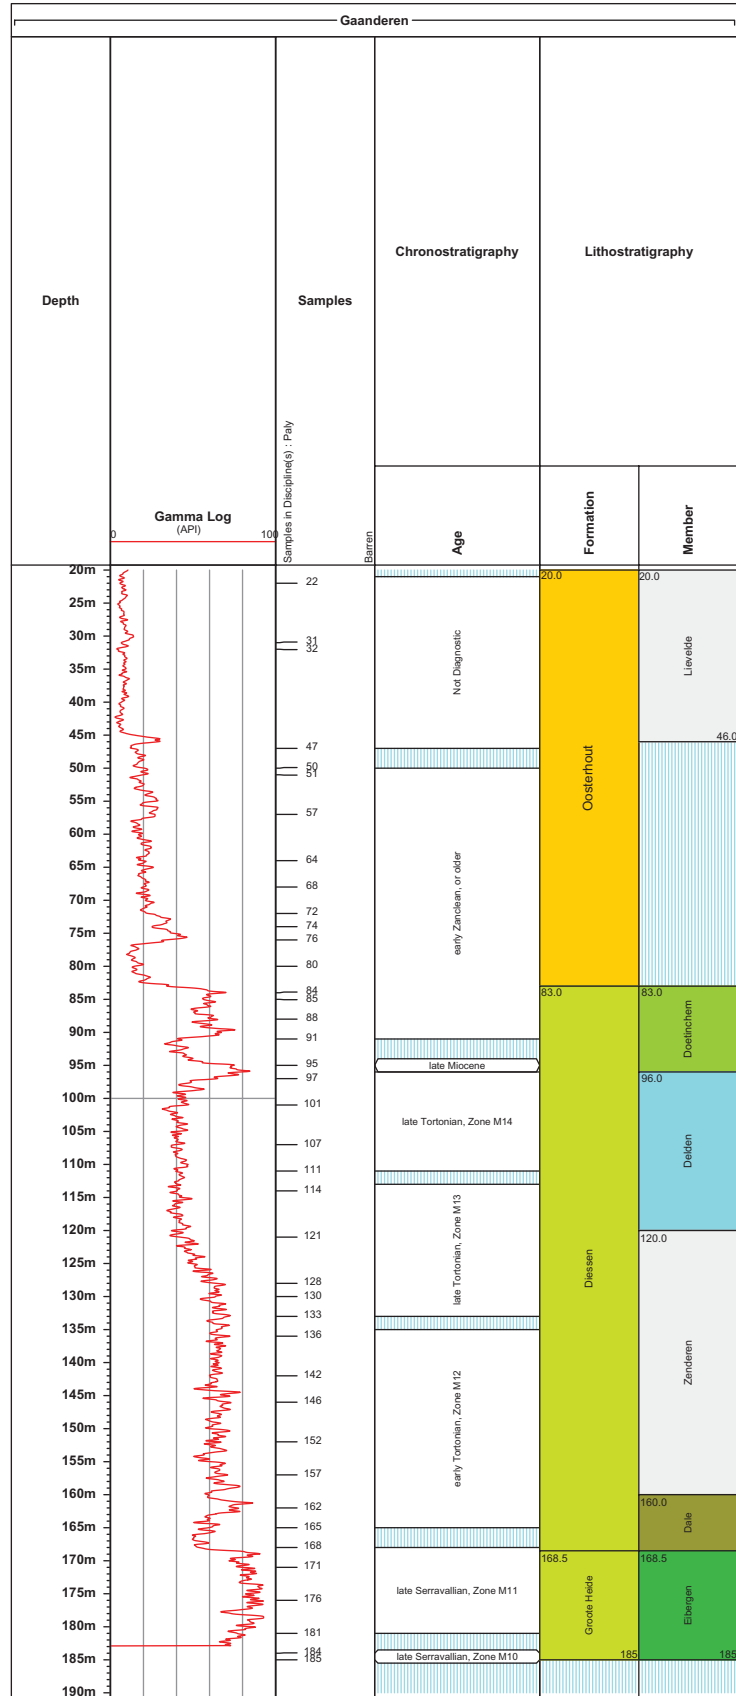 Gaanderen
Depth
Gamma Log
(API)
0
100
Samples
Samples in Discipline(s) : Paly
Barren
Chronostratigraphy
Age
Lithostratigraphy
Formation
Member
20m
25m
30m
35m
40m
45m
50m
55m
60m
65m
70m
75m
80m
85m
90m
95m
100m
105m
110m
115m
120m
125m
130m
135m
140m
145m
150m
155m
160m
165m
170m
175m
180m
185m
190m
22
31
32
47
50
51
57
64
68
72
74
76
80
84
85
88
91
95
97
101
107
111
114
121
128
130
133
136
142
146
152
157
162
165
168
171
176
181
184
185
Not Diagnostic
early Zanclean, or older
late Miocene
late Tortonian, Zone M14
late Tortonian, Zone M13
early Tortonian, Zone M12
late Serravallian, Zone M11
late Serravallian, Zone M10
20.0
Oosterhout
83.0
Diessen
168.5
Groote Heide
185
20.0
Lievelde
46.0
83.0
Doetinchem
96.0
Delden
120.0
Zenderen
160.0
Dale
168.5
Eibergen
185